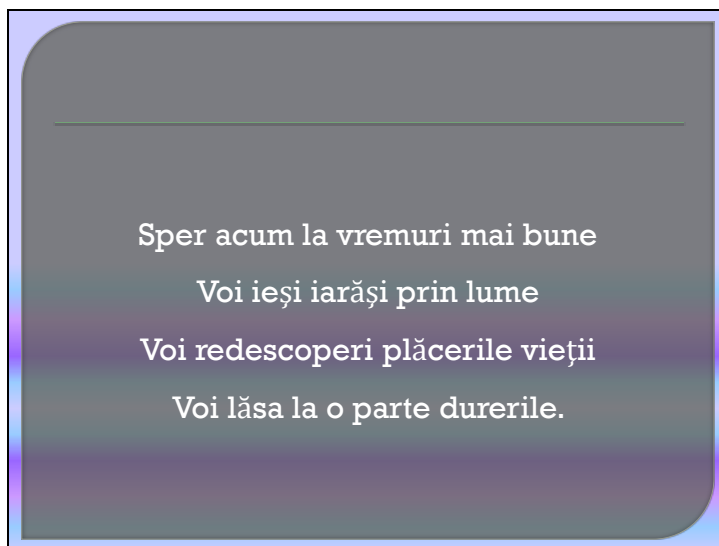 Sper acum la vremuri mai bune
Voi ieşi iarăşi prin lume
Voi redescoperi plăcerile vieţii
Voi lăsa la o parte durerile.